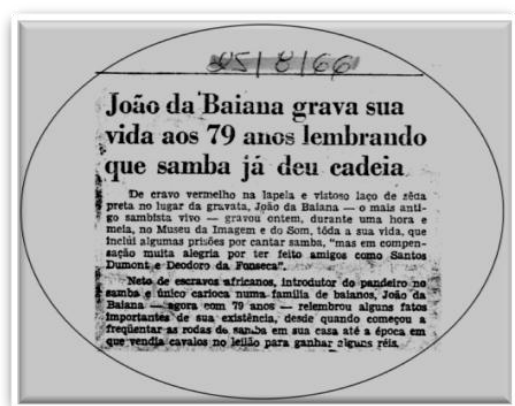 25/8/66
João da Baiana grava sua
vida aos 79 anos lembrando
que samba já deu cadeia
De cravo vermelho na lapela e vistoso laço de sêda
preta no lugar da gravata, João da Baiana — o mais anti-
go sambista vivo — gravou ontem, durante uma hora e
meia, no Museu da Imagem e do Som, tôda a sua vida, que
inclui algumas prisões por cantar samba, "mas em compen-
sação muita alegria por ter feito amigos como Santos
Dumont e Deodoro da Fonseca".
Neto de escravos africanos, introdutor do pandeiro no
samba e único carioca numa família de baianos, João da
Baiana — agora com 79 anos — relembrou alguns fatos
importantes de sua existência, desde quando começou a
freqüentar as rodas de samba em sua casa até a época em
que vendia cavalos no leilão para ganhar alguns réis.